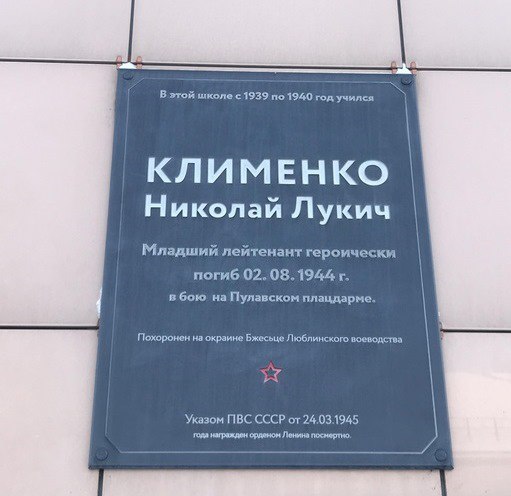 В этой школе с 1939 по 1940 год учился
КЛИМЕНКО
Николай Лукич
Младший лейтенант героически
погиб 02. 08. 1944 г.
в бою на Пулавском плацдарме.
Похоронен на окраине Бжесьце Люблинского воеводства
Указом ПВС СССР от 24.03.1945
года награжден орденом Ленина посмертно.